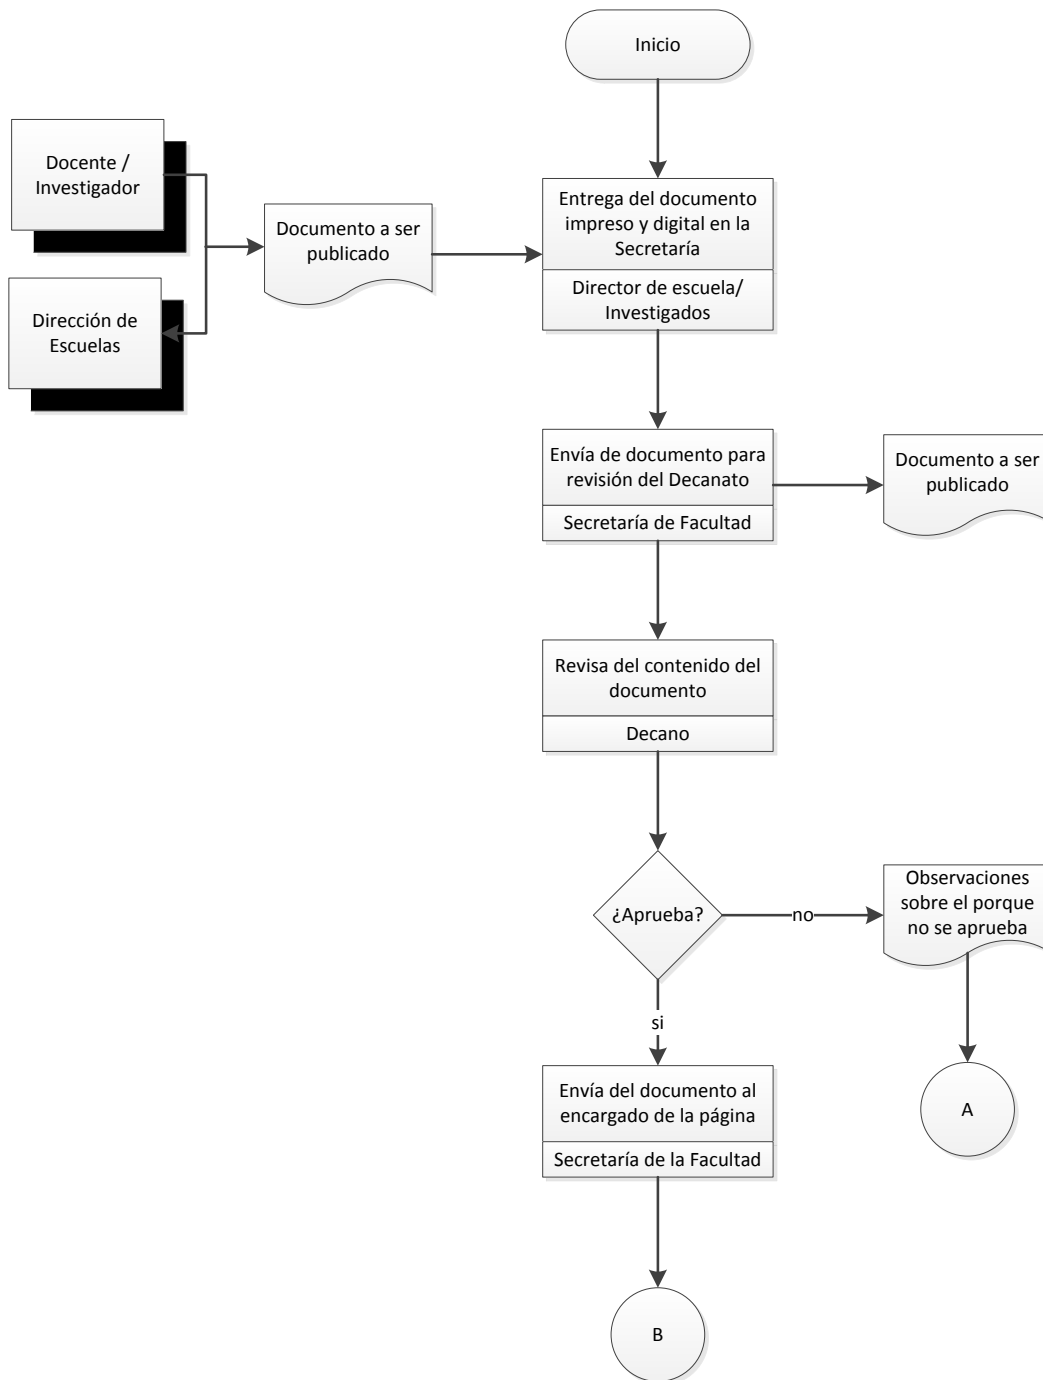 Inicio
Docente /
Investigador
Documento a ser
publicado
Entrega del documento
impreso y digital en la
Secretaría
Director de escuela/
Investigados
Dirección de
Escuelas
Envía de documento para
revisión del Decanato
Secretaría de Facultad
Documento a ser
publicado
Revisa del contenido del
documento
Decano
¿Aprueba?
no
Observaciones
sobre el porque
no se aprueba
si
Envía del documento al
encargado de la página
Secretaría de la Facultad
A
B